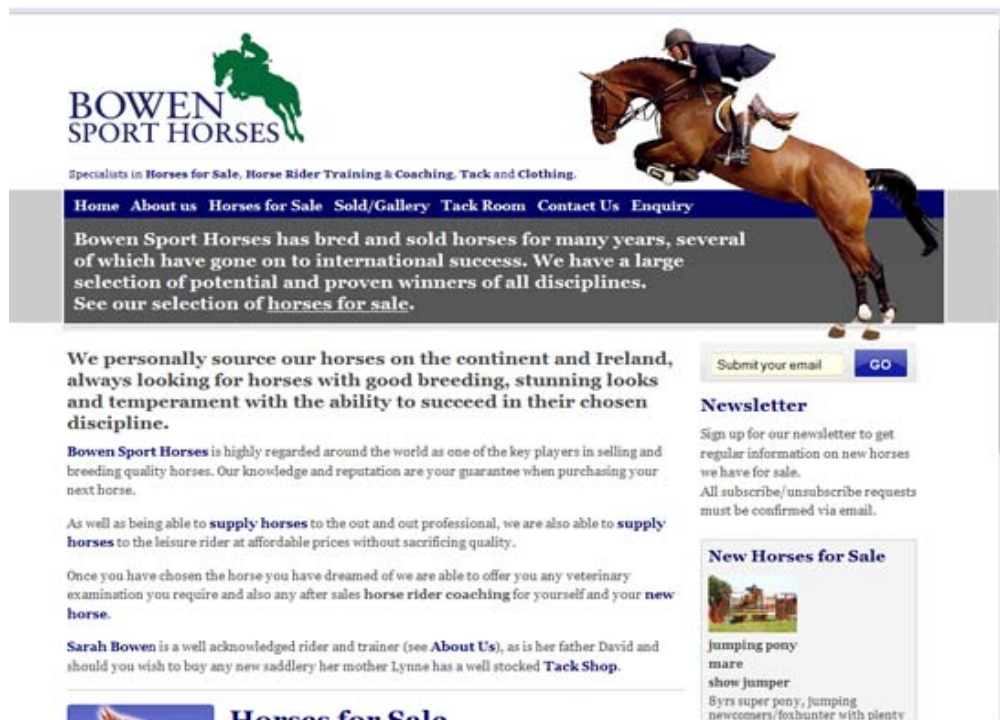 BOWEN
SPORT HORSES
Specialists in Horses for Sale, Horse Rider Training & Coaching, Tack and Clothing.
Home About us Horses for Sale Sold/Gallery Tack Room Contact Us Enquiry
Bowen Sport Horses has bred and sold horses for many years, several
of which have gone on to international success. We have a large
selection of potential and proven winners of all disciplines.
See our selection of horses for sale.
We personally source our horses on the continent and Ireland,
always looking for horses with good breeding, stunning looks
and temperament with the ability to succeed in their chosen
discipline.
Bowen Sport Horses is highly regarded around the world as one of the key players in selling and
breeding quality horses. Our knowledge and reputation are your guarantee when purchasing your
next horse.
As well as being able to supply horses to the out and out professional, we are also able to supply
horses to the leisure rider at affordable prices without sacrificing quality.
Once you have chosen the horse you have dreamed of we are able to offer you any veterinary
examination you require and also any after sales horse rider coaching for yourself and your new
horse.
Sarah Bowen is a well acknowledged rider and trainer (see About Us), as is her father David and
should you wish to buy any new saddlery her mother Lynne has a well stocked Tack Shop.
Horses for Sale
Submit your email GO
Newsletter
Sign up for our newsletter to get
regular information on new horses
we have for sale.
All subscribe/unsubscribe requests
must be confirmed via email.
New Horses for Sale
jumping pony
mare
show jumper
8yrs super pony, jumping
newcomers/foxhunter with plenty